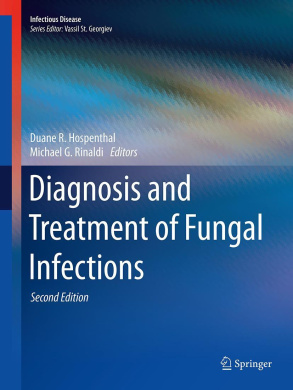 Infectious Disease
Series Editor: Vassil St. Georgiev
Duane R. Hospenthal
Michael G. Rinaldi Editors
Diagnosis and
Treatment of Fungal
Infections
Second Edition
Springer